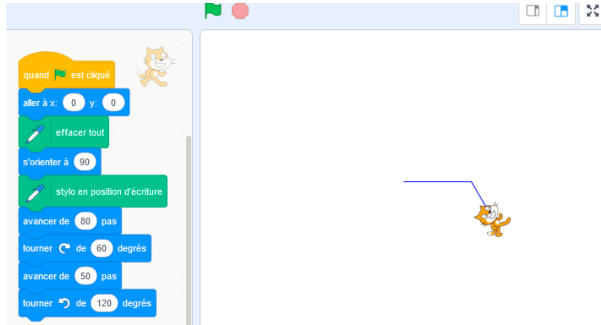 quand est cliqué
aller à x: 0 y: 0
effacer tout
s'orienter à 90
stylo en position d'écriture
avancer de 80 pas
tourner de 60 degrés
avancer de 50 pas
tourner de 120 degrés